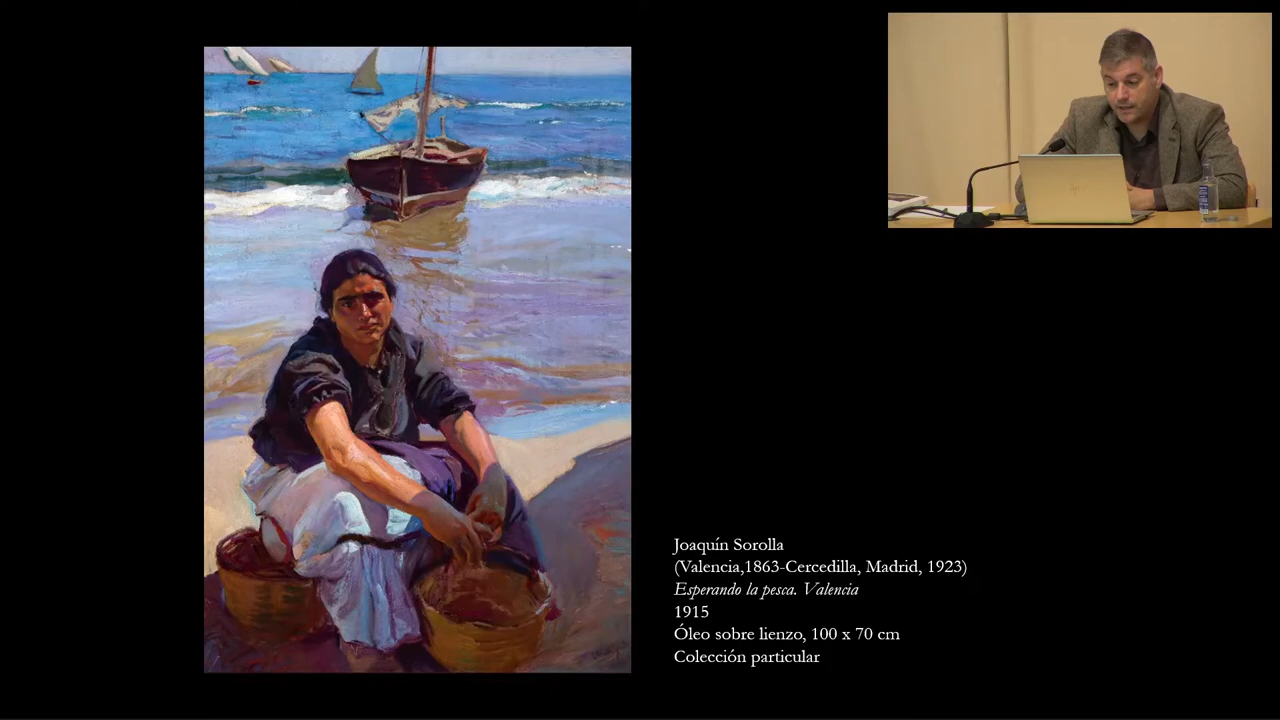 Joaquín Sorolla
(Valencia,1863-Cercedilla, Madrid, 1923)
Esperando la pesca. Valencia
1915
Óleo sobre lienzo, 100 x 70 cm
Colección particular